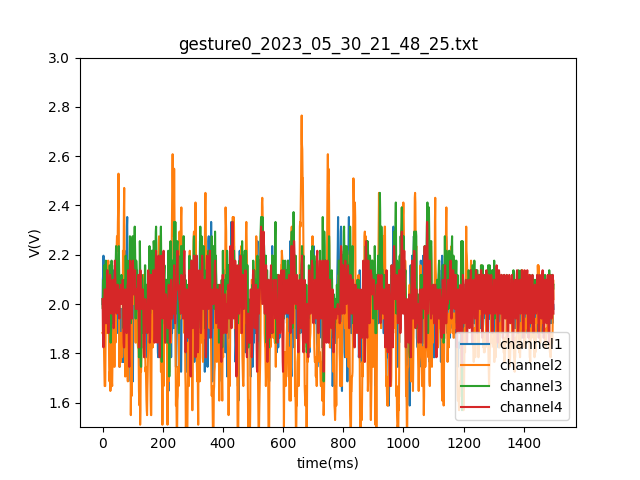 gesture0_2023_05_30_21_48_25.txt
3.0
2.8
2.6
2.4
2.2
2.0
1.8
1.6
V(V)
channel1
channel2
channel3
channel4
0 200 400 600 800 1000 1200 1400
time(ms)